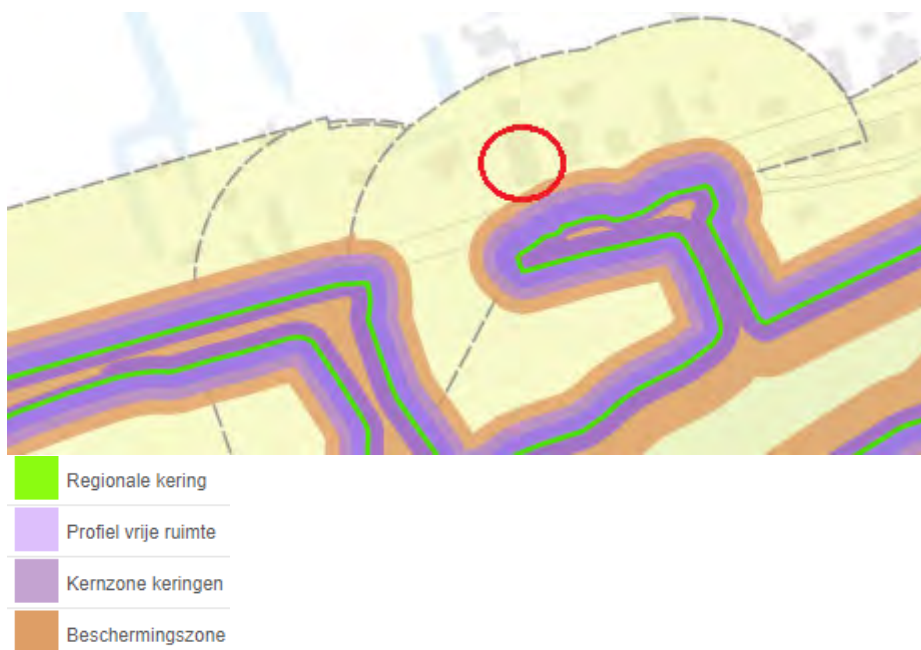 Regionale kering
Profiel vrije ruimte
Kernzone keringen
Beschermingszone